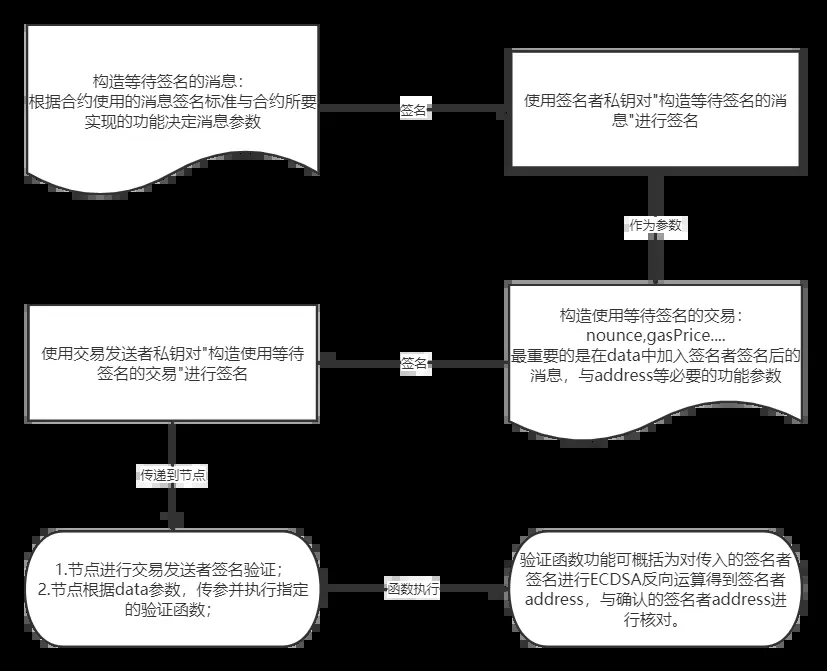 构造等待签名的消息：
根据合约使用的消息签名标准与合约所要
实现的功能决定消息参数
签名
使用签名者私钥对"构造等待签名的消
息"进行签名
作为参数
构造使用等待签名的交易：
nounce,gasPrice....
最重要的是在data中加入签名者签名后的
消息，与address等必要的功能参数
签名
使用交易发送者私钥对"构造使用等待
签名的交易"进行签名
传递到节点
1.节点进行交易发送者签名验证；
2.节点根据data参数，传参并执行指定
的验证函数；
函数执行
验证函数功能可概括为对传入的签名者
签名进行ECDSA反向运算得到签名者
address，与确认的签名者address进
行核对。